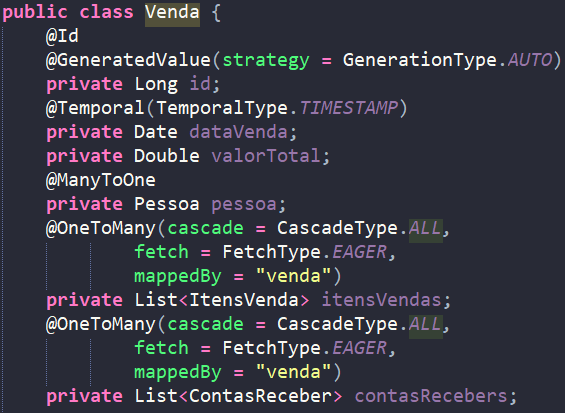 public class Venda {
@Id
@GeneratedValue(strategy = GenerationType.AUTO)
private Long id;
@Temporal(TemporalType.TIMESTAMP)
private Date dataVenda;
private Double valorTotal;
@ManyToOne
private Pessoa pessoa;
@OneToMany(cascade = CascadeType.ALL,
fetch = FetchType.EAGER,
mappedBy = "venda")
private List<ItensVenda> itensVendas;
@OneToMany(cascade = CascadeType.ALL,
fetch = FetchType.EAGER,
mappedBy = "venda")
private List<ContasReceber> contasRecebers;